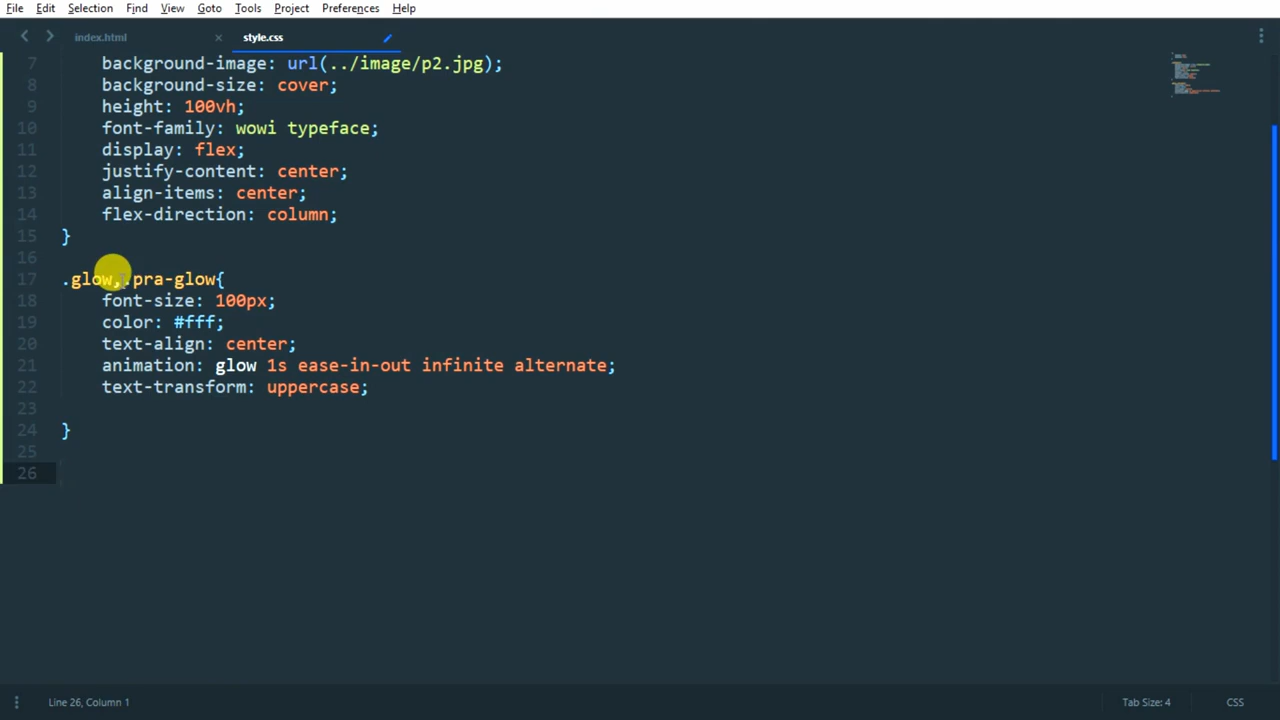 File Edit Selection Find View Goto Tools Project Preferences Help
index.html × style.css
7 background-image: url(../image/p2.jpg);
8 background-size: cover;
9 height: 100vh;
10 font-family: wowi typeface;
11 display: flex;
12 justify-content: center;
13 align-items: center;
14 flex-direction: column;
15 }
16
17 .glow,.pra-glow{
18 font-size: 100px;
19 color: #fff;
20 text-align: center;
21 animation: glow 1s ease-in-out infinite alternate;
22 text-transform: uppercase;
23
24 }
25
26
Line 26, Column 1 Tab Size: 4 CSS